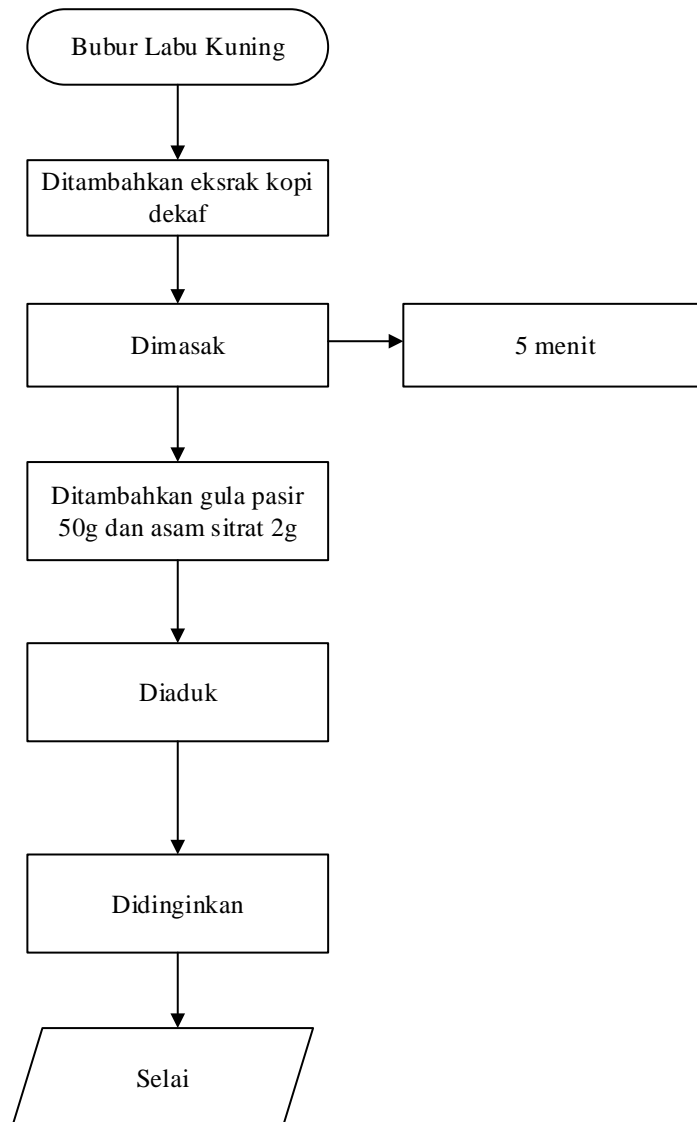 Bubur Labu Kuning
Ditambahkan eksrak kopi
dekaf
Dimasak
5 menit
Ditambahkan gula pasir
50g dan asam sitrat 2g
Diaduk
Didinginkan
Selai